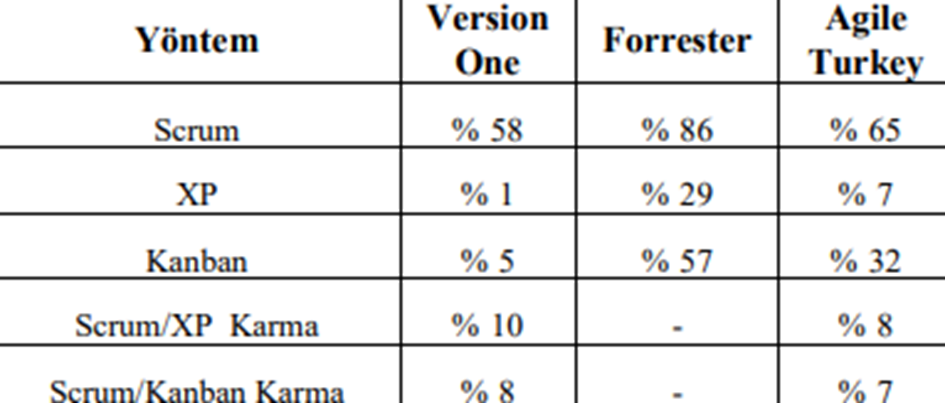 Yöntem Version One Forrester Agile Turkey
Scrum % 58 % 86 % 65
XP % 1 % 29 % 7
Kanban % 5 % 57 % 32
Scrum/XP Karma % 10 - % 8
Scrum/Kanban Karma % 8 - % 7